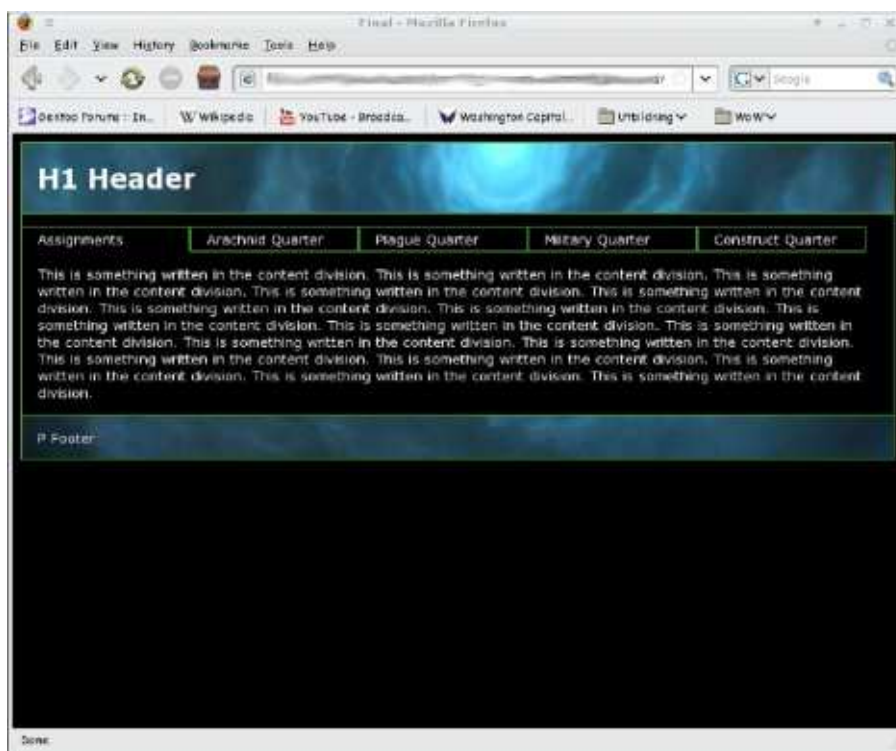 Final - Mozilla Firefox
File Edit View History Bookmarks Tools Help
Google
Gentoo Forums :: In... Wikipedia YouTube - Broadca... Washington Capital... Utbildning WoW
H1 Header
Assignments Arachnid Quarter Plague Quarter Military Quarter Construct Quarter
This is something written in the content division. This is something written in the content division. This is something
written in the content division. This is something written in the content division. This is something written in the content
division. This is something written in the content division. This is something written in the content division. This is
something written in the content division. This is something written in the content division. This is something written in
the content division. This is something written in the content division. This is something written in the content division.
This is something written in the content division. This is something written in the content division. This is something
written in the content division. This is something written in the content division. This is something written in the content
division.
P Footer
Done